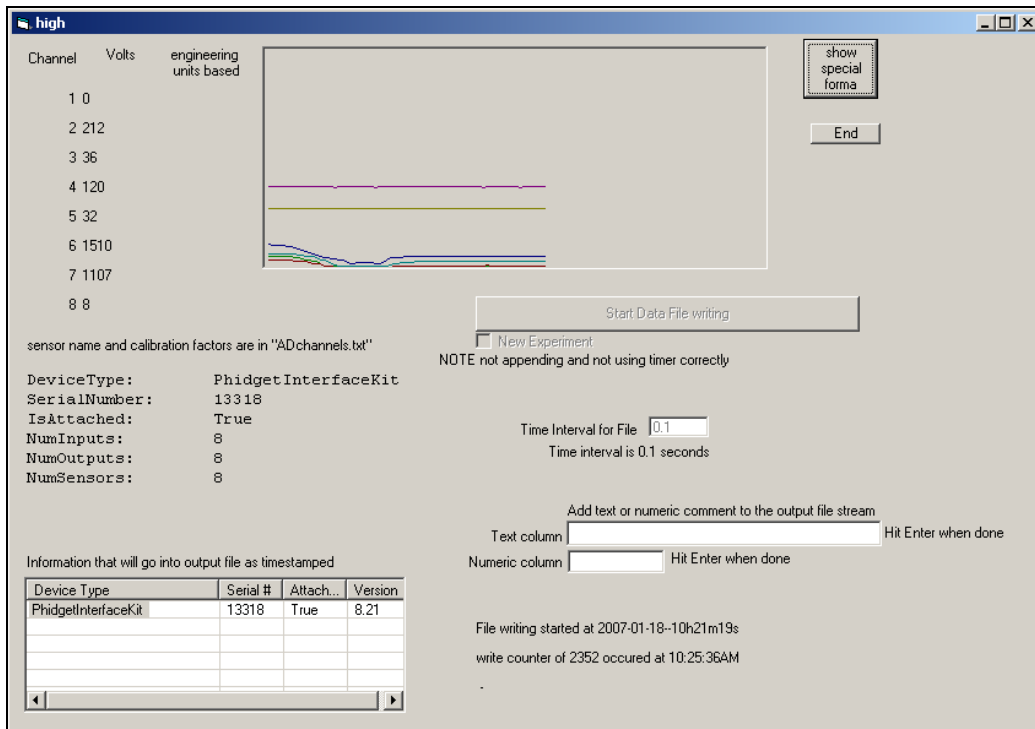 high
Channel Volts engineering units based
1 0
2 212
3 36
4 120
5 32
6 1510
7 1107
8 8
show
special
forma
End
Start Data File writing
New Experiment
NOTE not appending and not using timer correctly
sensor name and calibration factors are in "ADchannels.txt"
DeviceType: PhidgetInterfaceKit
SerialNumber: 13318
IsAttached: True
NumInputs: 8
NumOutputs: 8
NumSensors: 8
Time Interval for File 0.1
Time interval is 0.1 seconds
Add text or numeric comment to the output file stream
Text column Hit Enter when done
Numeric column Hit Enter when done
Information that will go into output file as timestamped
Device Type Serial # Attach... Version
PhidgetInterfaceKit 13318 True 8.21
File writing started at 2007-01-18--10h21m19s
write counter of 2352 occured at 10:25:36AM
-